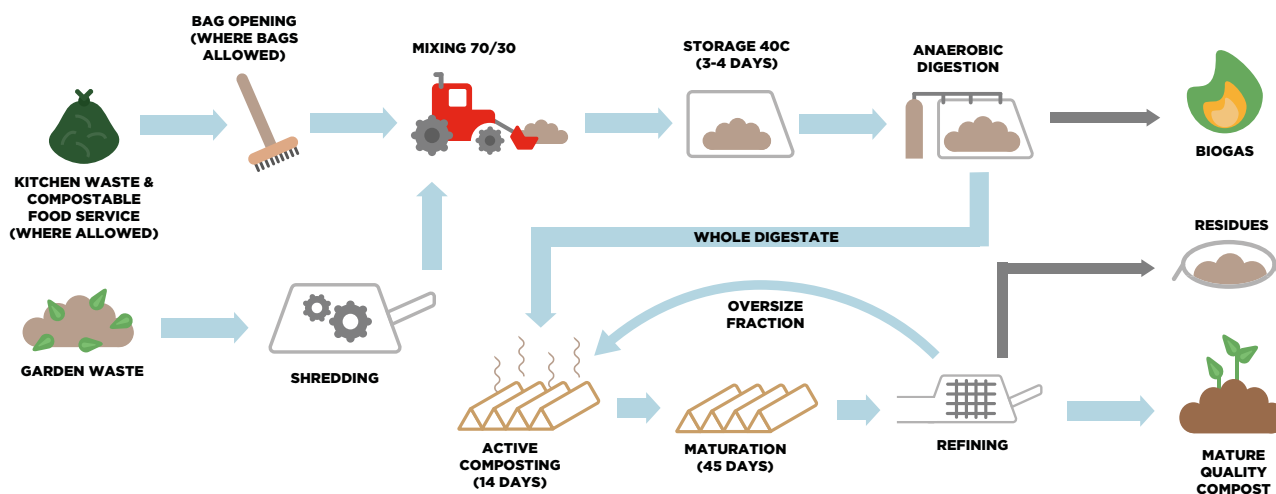 BAG OPENING
(WHERE BAGS
ALLOWED)
MIXING 70/30
STORAGE 40C
(3-4 DAYS)
ANAEROBIC
DIGESTION
BIOGAS
KITCHEN WASTE &
COMPOSTABLE
FOOD SERVICE
(WHERE ALLOWED)
WHOLE DIGESTATE
RESIDUES
OVERSIZE
FRACTION
GARDEN WASTE
SHREDDING
ACTIVE
COMPOSTING
(14 DAYS)
MATURATION
(45 DAYS)
REFINING
MATURE
QUALITY
COMPOST